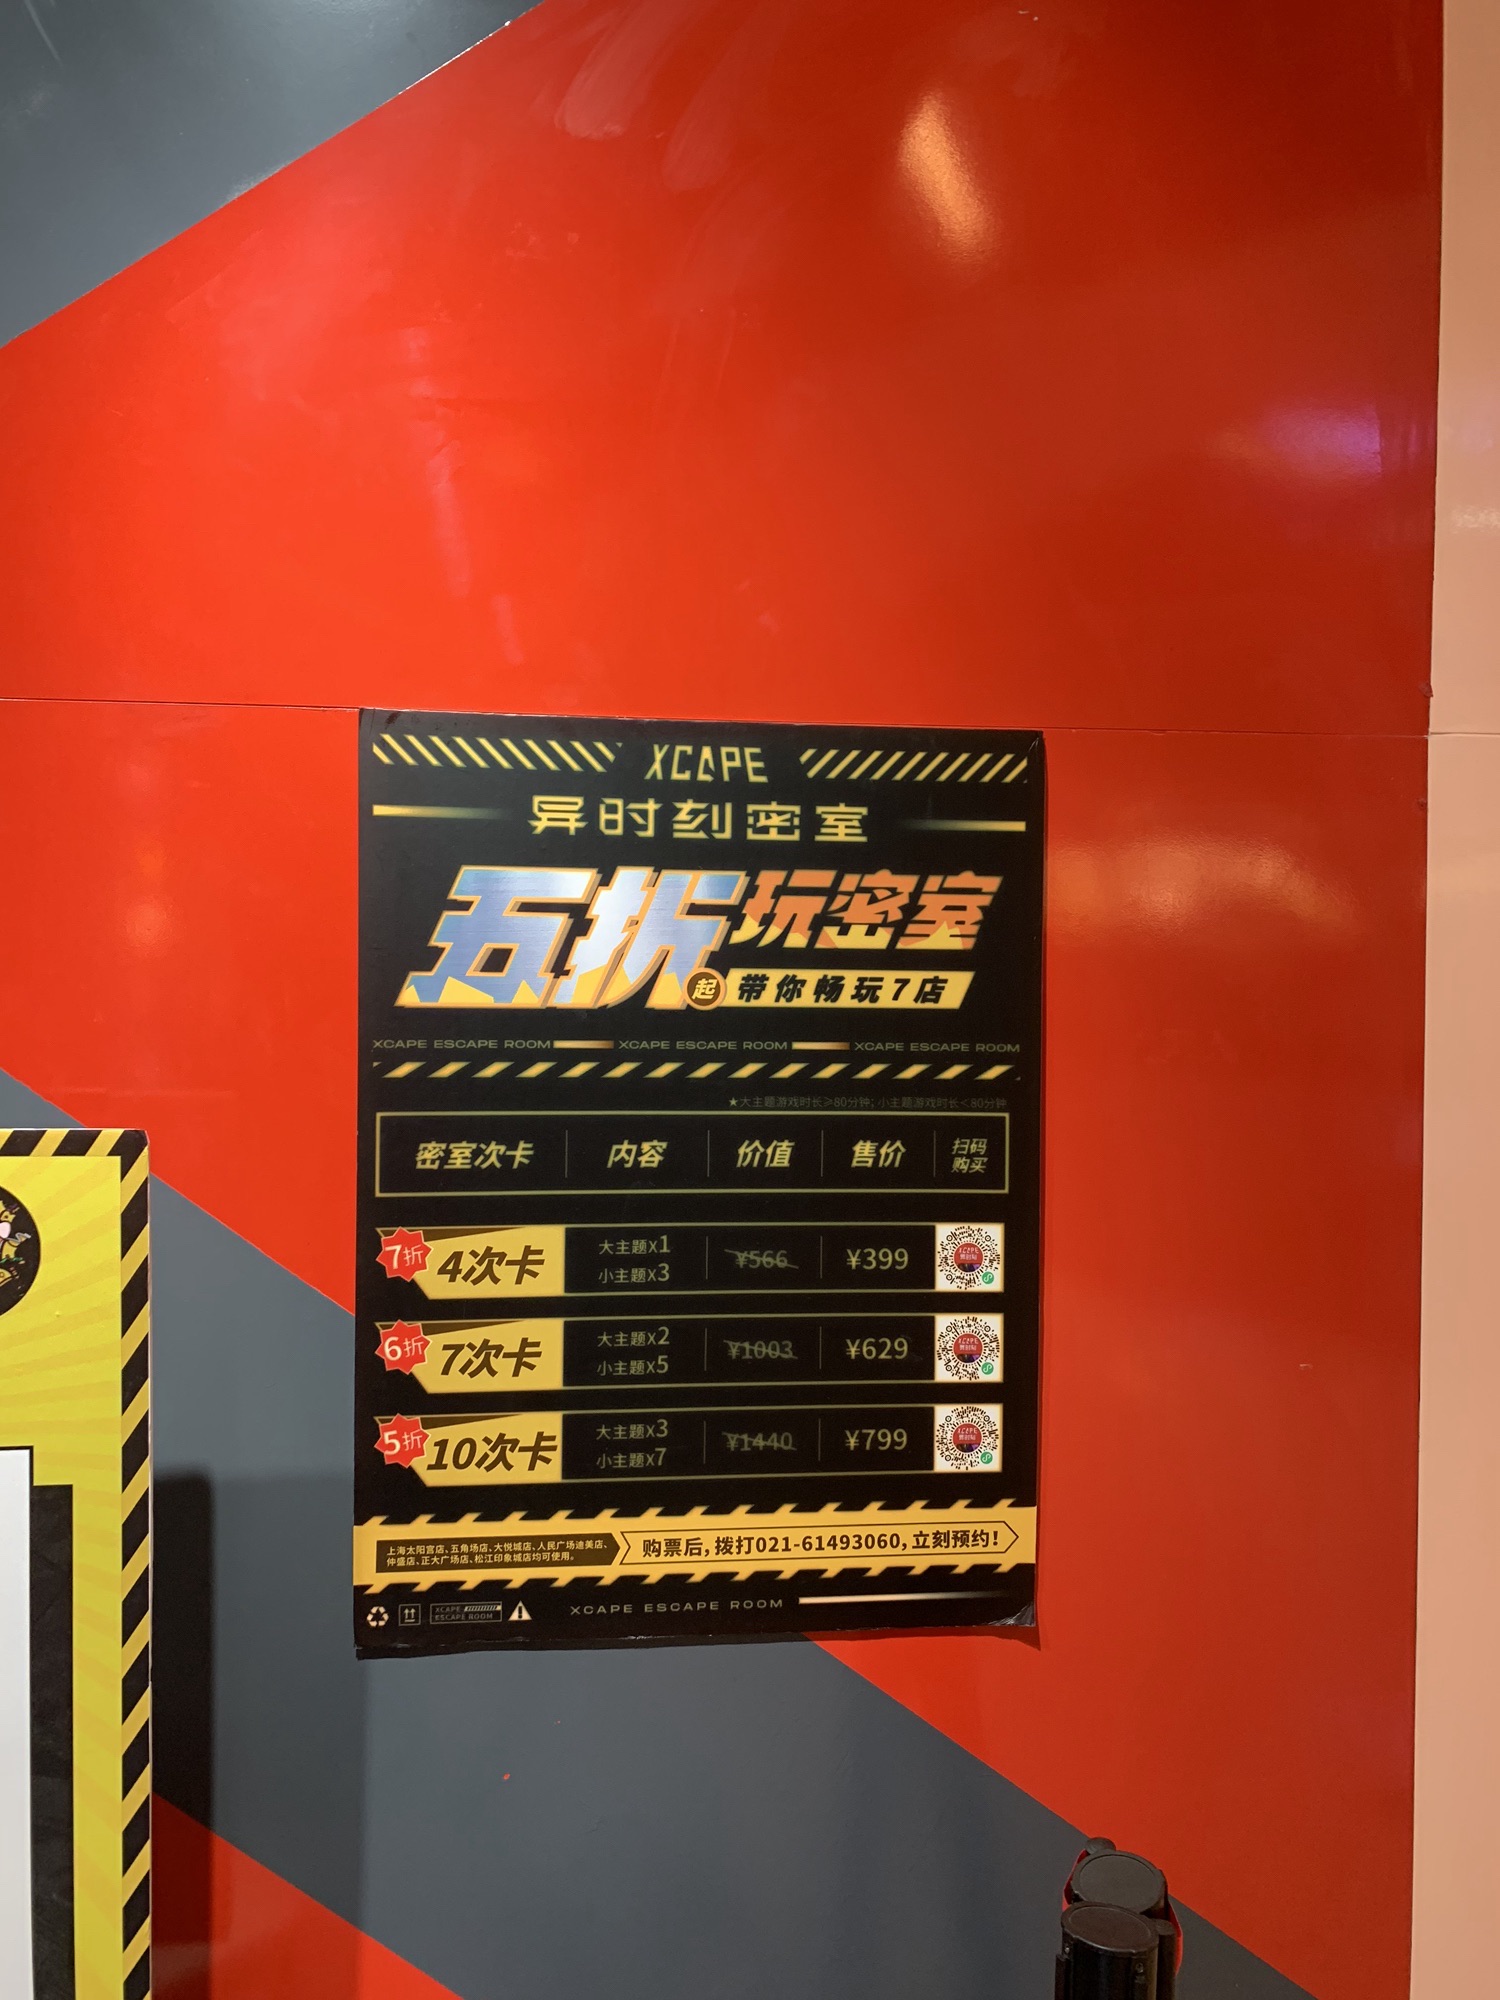 XCAPE
异时刻密室
五折起
玩密室
带你畅玩7店
XCAPE ESCAPE ROOM XCAPE ESCAPE ROOM XCAPE ESCAPE ROOM
★大主题游戏时长≥80分钟; 小主题游戏时长<80分钟
密室次卡 内容 价值 售价 扫码购买
7折 4次卡 大主题X1 小主题X3 ¥566 ¥399
6折 7次卡 大主题X2 小主题X5 ¥1003 ¥629
5折 10次卡 大主题X3 小主题X7 ¥1440 ¥799
上海太阳宫店、五角场店、大悦城店、人民广场迪美店、
仲盛店、正大广场店、松江印象城店均可使用。
购票后, 拨打021-61493060, 立刻预约!
XCAPE
ESCAPE ROOM
XCAPE ESCAPE ROOM